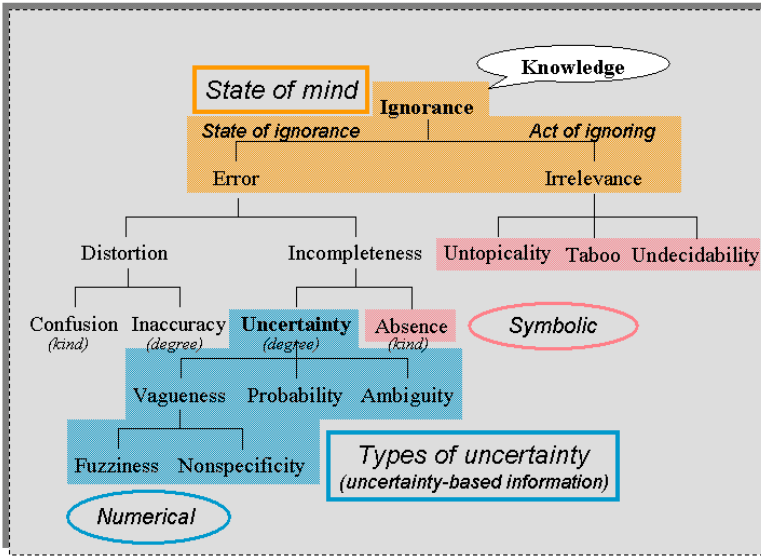 Knowledge
State of mind
Ignorance
State of ignorance
Act of ignoring
Error
Irrelevance
Distortion
Incompleteness
Untopicality
Taboo
Undecidability
Confusion
(kind)
Inaccuracy
(degree)
Uncertainty
(degree)
Absence
(kind)
Symbolic
Vagueness
Probability
Ambiguity
Fuzziness
Nonspecificity
Types of uncertainty
(uncertainty-based information)
Numerical